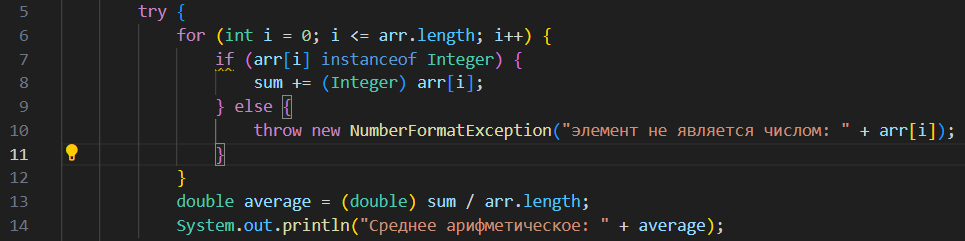 5 try {
6 for (int i = 0; i <= arr.length; i++) {
7 if (arr[i] instanceof Integer) {
8 sum += (Integer) arr[i];
9 } else {
10 throw new NumberFormatException("элемент не является числом: " + arr[i]);
11 }
12 }
13 double average = (double) sum / arr.length;
14 System.out.println("Среднее арифметическое: " + average);